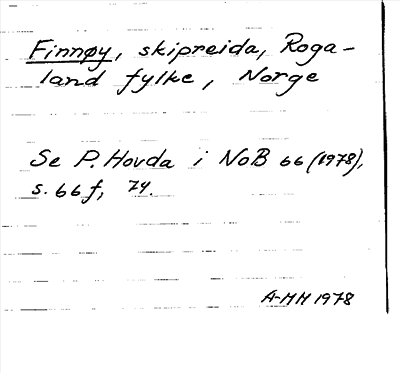 Finnøy, skipreida, Roga-
land fylke, Norge
Se P. Hovda i NoB 66 (1978),
s. 66 f, 74.
A-MH 1978